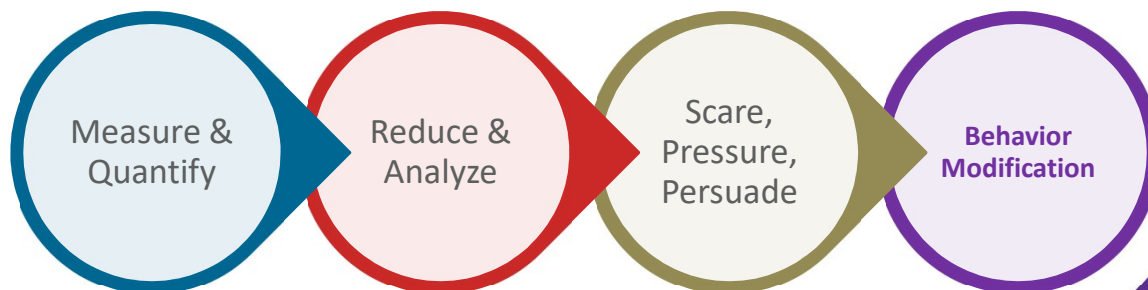 Measure &
Quantify
Reduce &
Analyze
Scare,
Pressure,
Persuade
Behavior
Modification